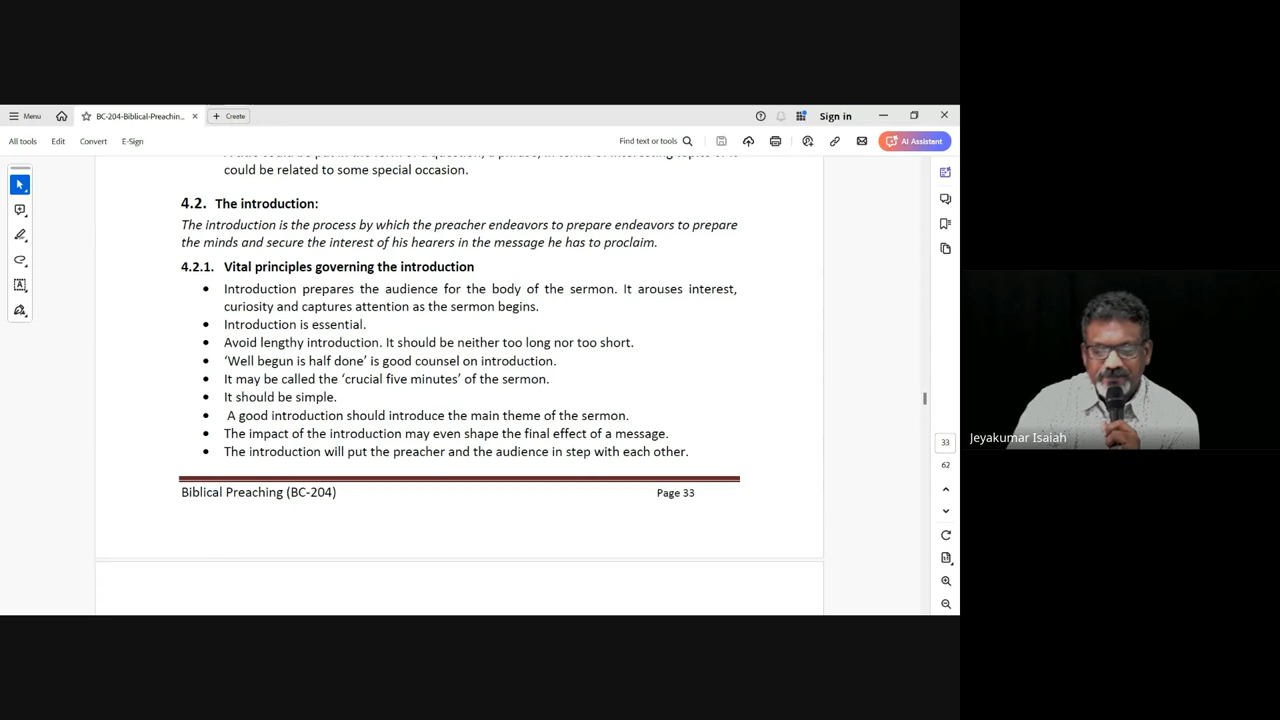 Menu
BC-204-Biblical-Preachin...
Create
Sign in
All tools
Edit
Convert
E-Sign
Find text or tools
AI Assistant
could be related to some special occasion.
4.2. The introduction:
The introduction is the process by which the preacher endeavors to prepare endeavors to prepare
the minds and secure the interest of his hearers in the message he has to proclaim.
4.2.1. Vital principles governing the introduction
• Introduction prepares the audience for the body of the sermon. It arouses interest,
curiosity and captures attention as the sermon begins.
• Introduction is essential.
• Avoid lengthy introduction. It should be neither too long nor too short.
• ‘Well begun is half done’ is good counsel on introduction.
• It may be called the ‘crucial five minutes’ of the sermon.
• It should be simple.
• A good introduction should introduce the main theme of the sermon.
• The impact of the introduction may even shape the final effect of a message.
• The introduction will put the preacher and the audience in step with each other.
Biblical Preaching (BC-204)
Page 33
33
62
Jeyakumar Isaiah